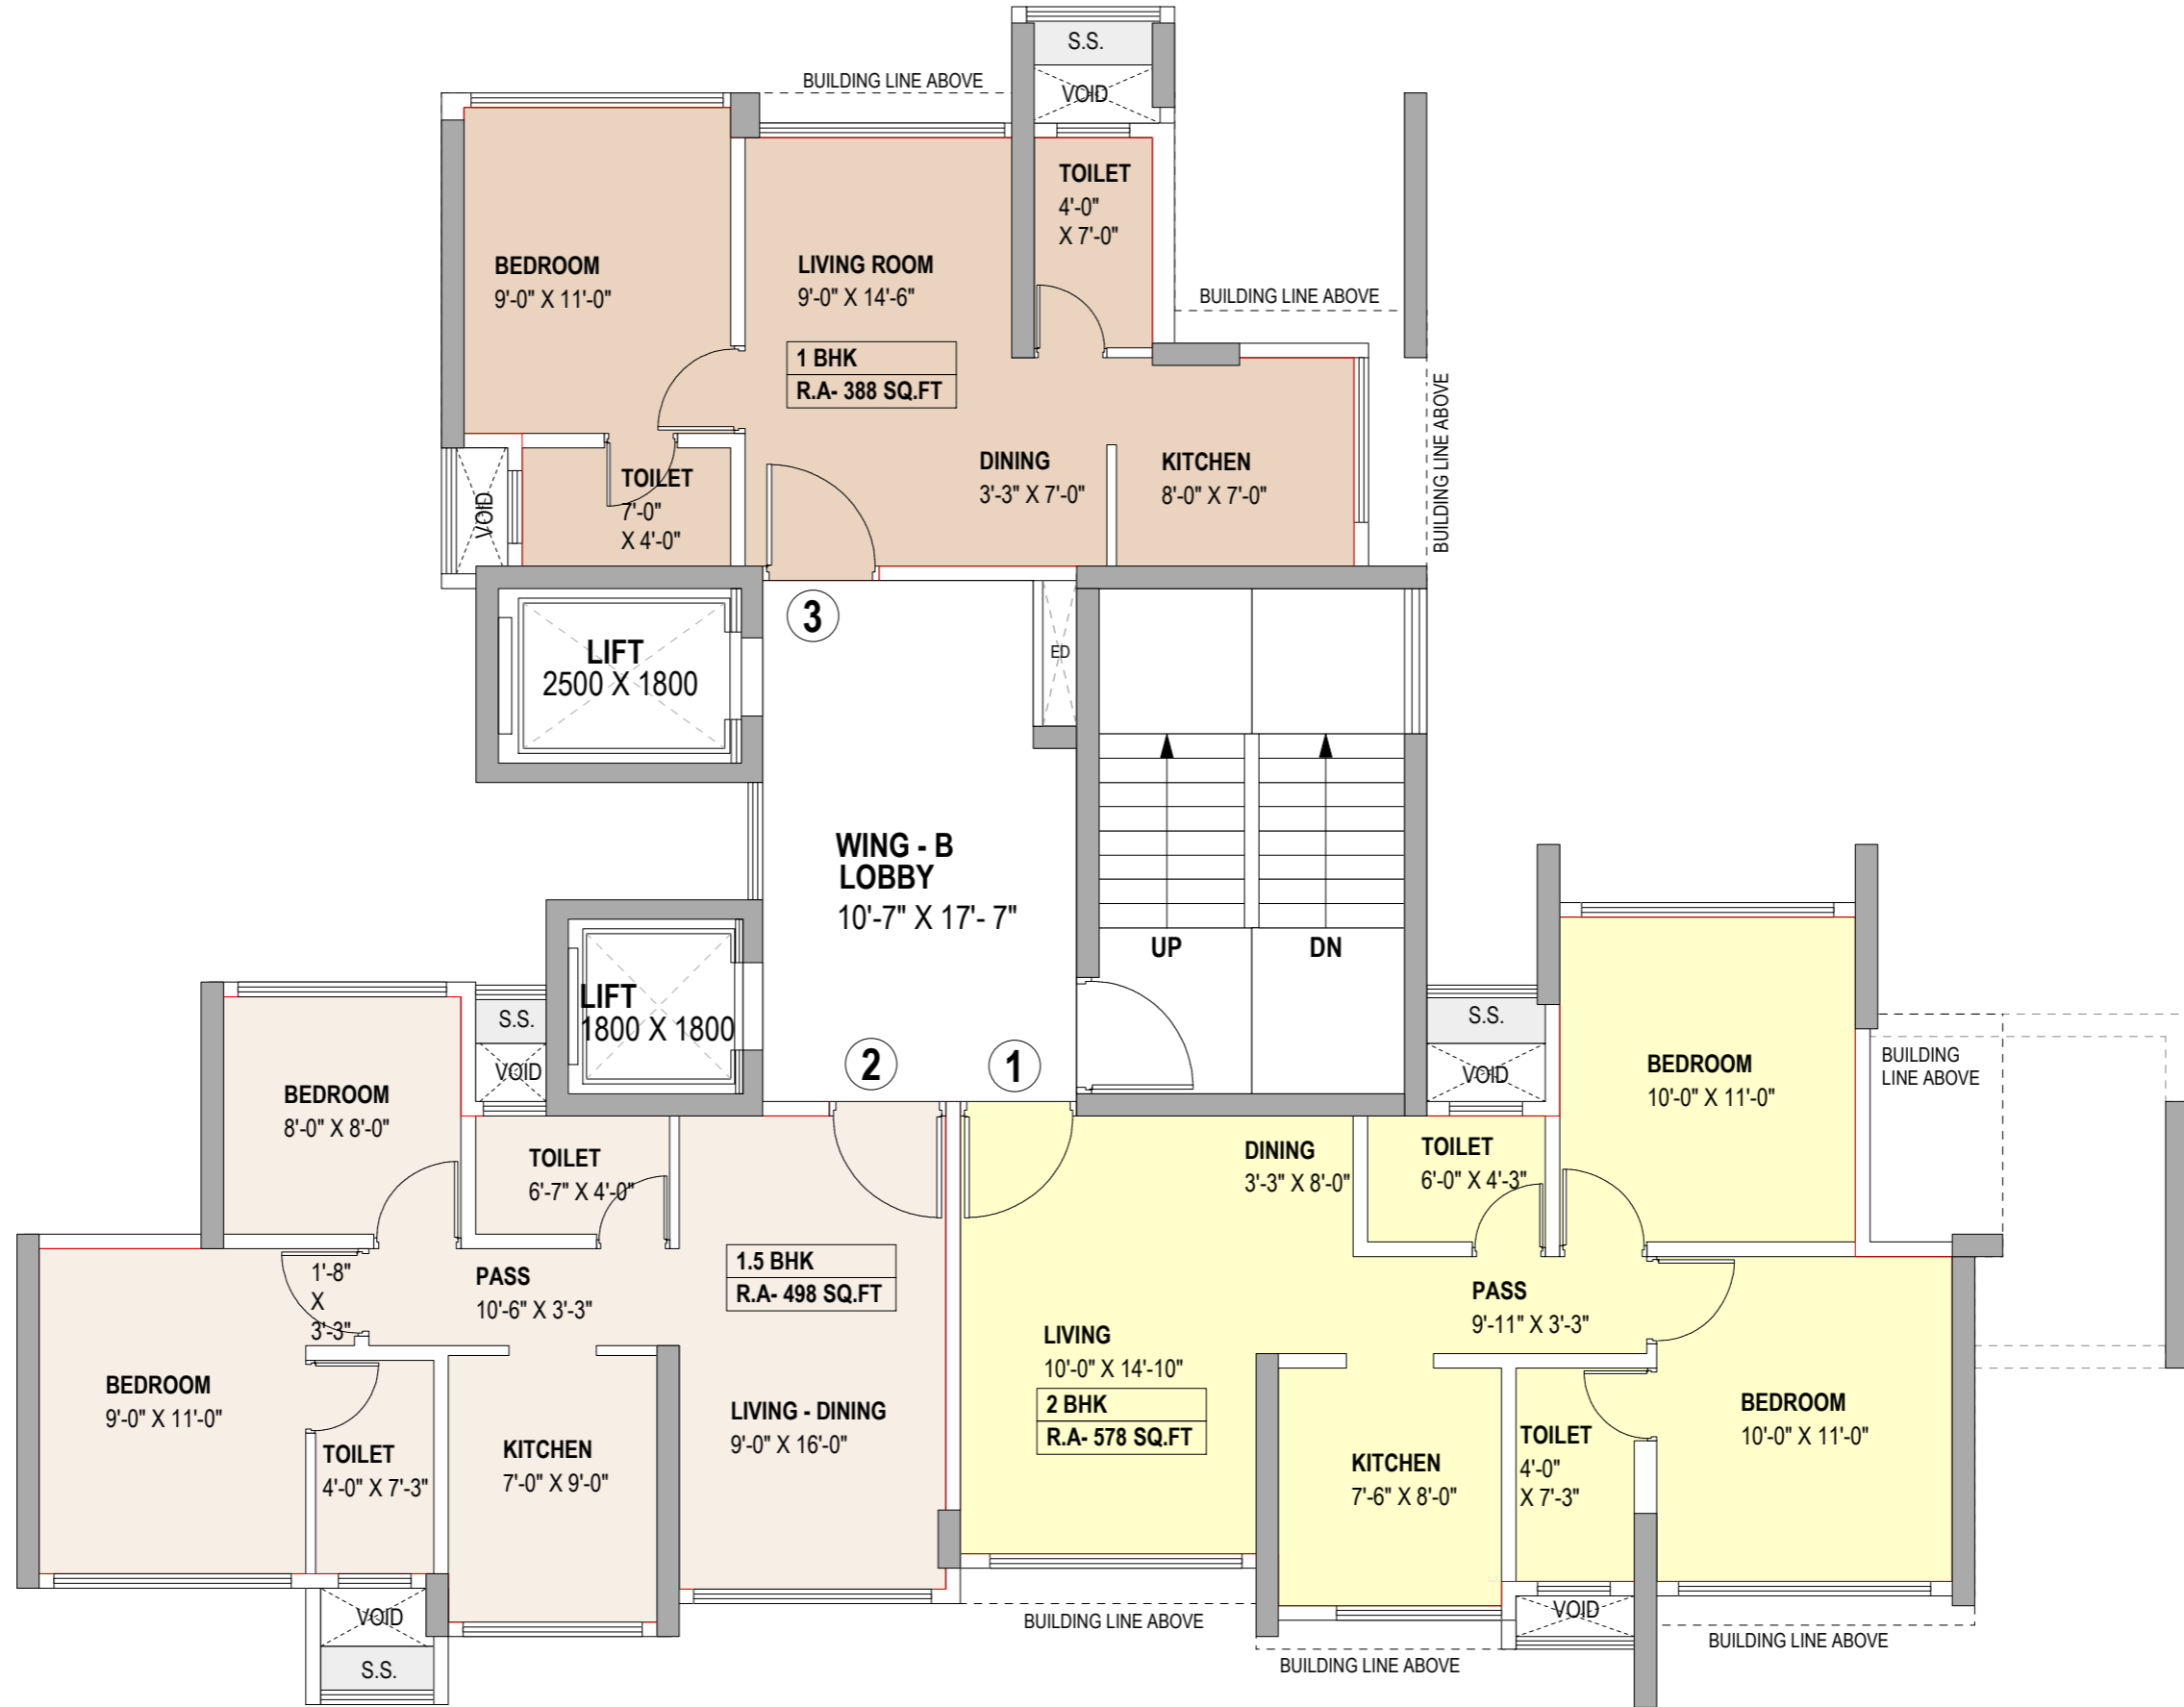 S.S.
VOID
BUILDING LINE ABOVE
TOILET
4'-0"
X 7'-0"
BEDROOM
9'-0" X 11'-0"
LIVING ROOM
9'-0" X 14'-6"
BUILDING LINE ABOVE
1 BHK
R.A- 388 SQ.FT
BUILDING LINE ABOVE
DINING
3'-3" X 7'-0"
KITCHEN
8'-0" X 7'-0"
TOILET
7'-0"
X 4'-0"
VOID
3
LIFT
2500 X 1800
ED
WING - B
LOBBY
10'-7" X 17'- 7"
UP
DN
LIFT
1800 X 1800
S.S.
VOID
2
1
S.S.
VOID
BEDROOM
10'-0" X 11'-0"
BUILDING
LINE ABOVE
BEDROOM
8'-0" X 8'-0"
TOILET
6'-7" X 4'-0"
DINING
3'-3" X 8'-0"
TOILET
6'-0" X 4'-3"
1'-8"
X
3'-3"
PASS
10'-6" X 3'-3"
1.5 BHK
R.A- 498 SQ.FT
PASS
9'-11" X 3'-3"
LIVING
10'-0" X 14'-10"
2 BHK
R.A- 578 SQ.FT
BEDROOM
9'-0" X 11'-0"
LIVING - DINING
9'-0" X 16'-0"
BEDROOM
10'-0" X 11'-0"
TOILET
4'-0" X 7'-3"
KITCHEN
7'-0" X 9'-0"
KITCHEN
7'-6" X 8'-0"
TOILET
4'-0"
X 7'-3"
VOID
S.S.
VOID
BUILDING LINE ABOVE
BUILDING LINE ABOVE
BUILDING LINE ABOVE